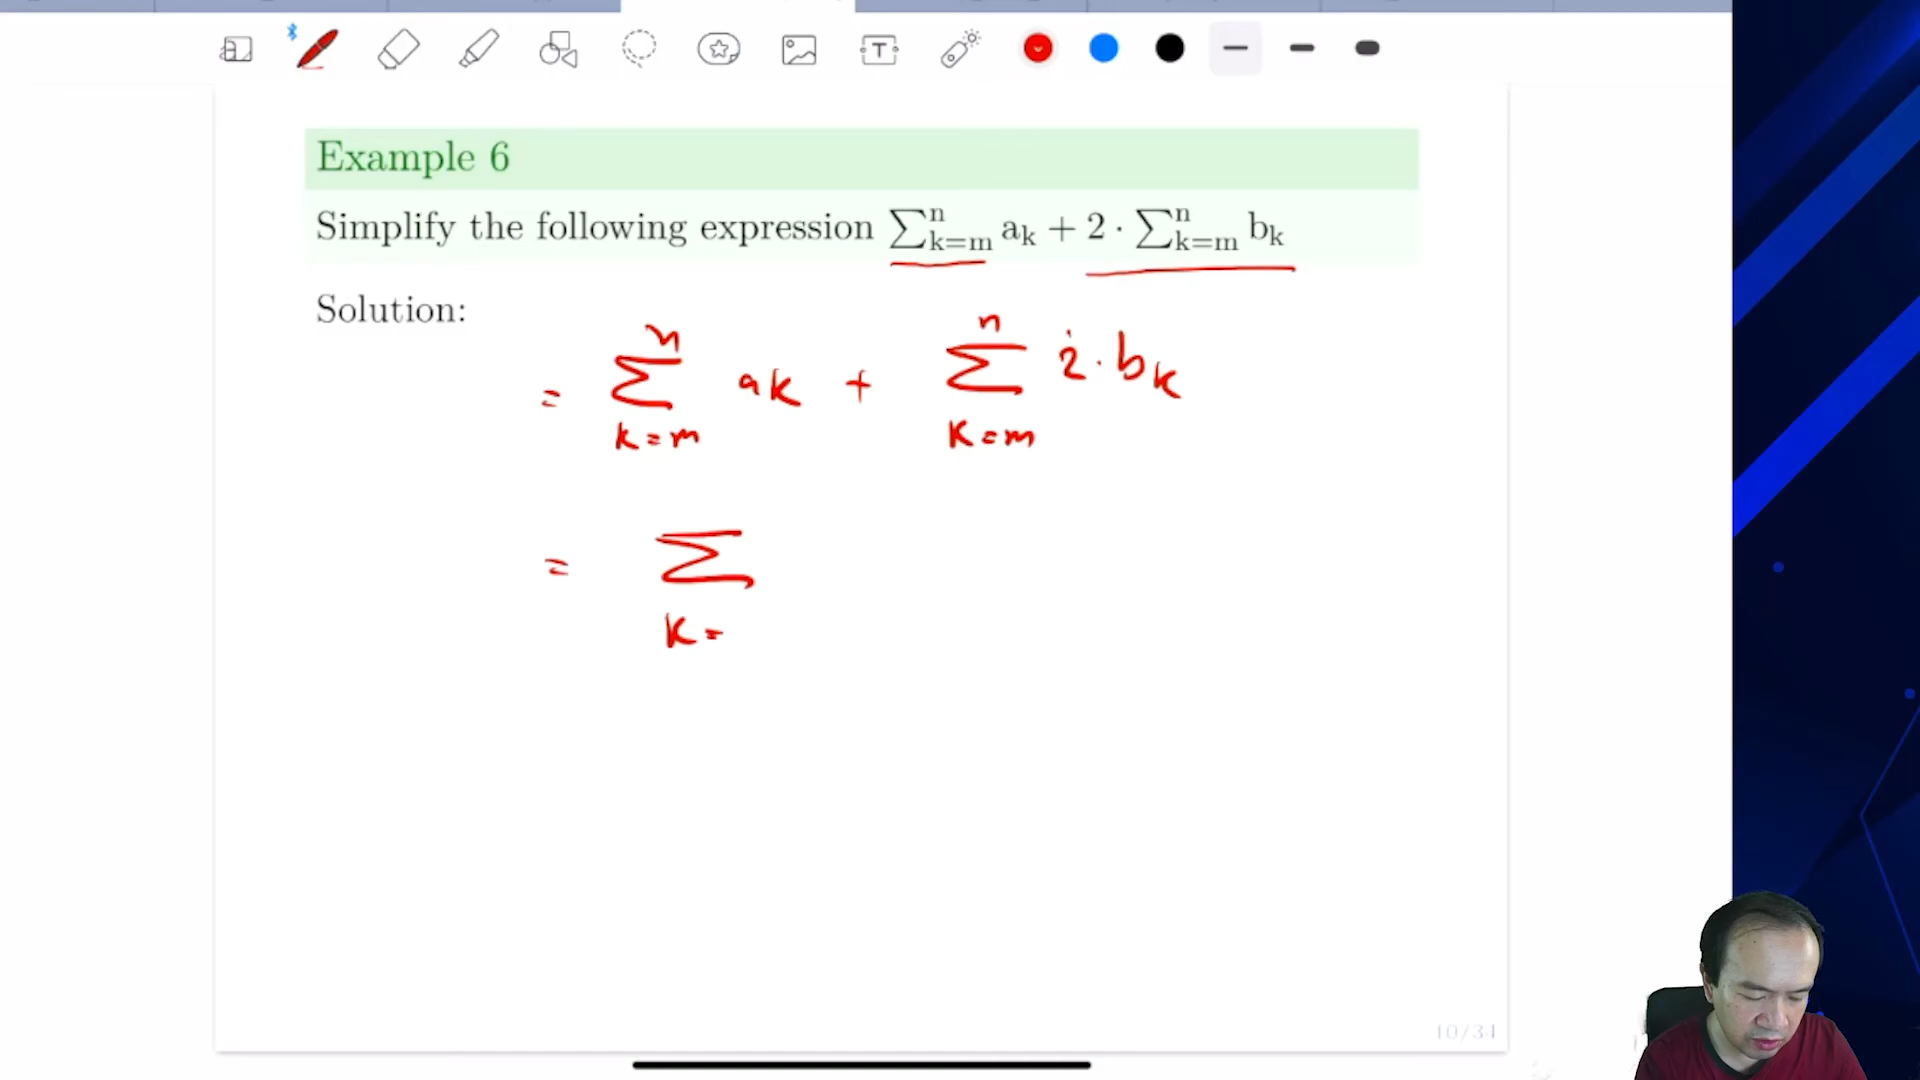 Example 6
Simplify the following expression ∑ⁿₖ₌ₘ aₖ + 2 · ∑ⁿₖ₌ₘ bₖ
Solution:
= ∑ⁿₖ₌ₘ aₖ + ∑ⁿₖ₌ₘ 2 · bₖ
= ∑ₖ₌
10/34